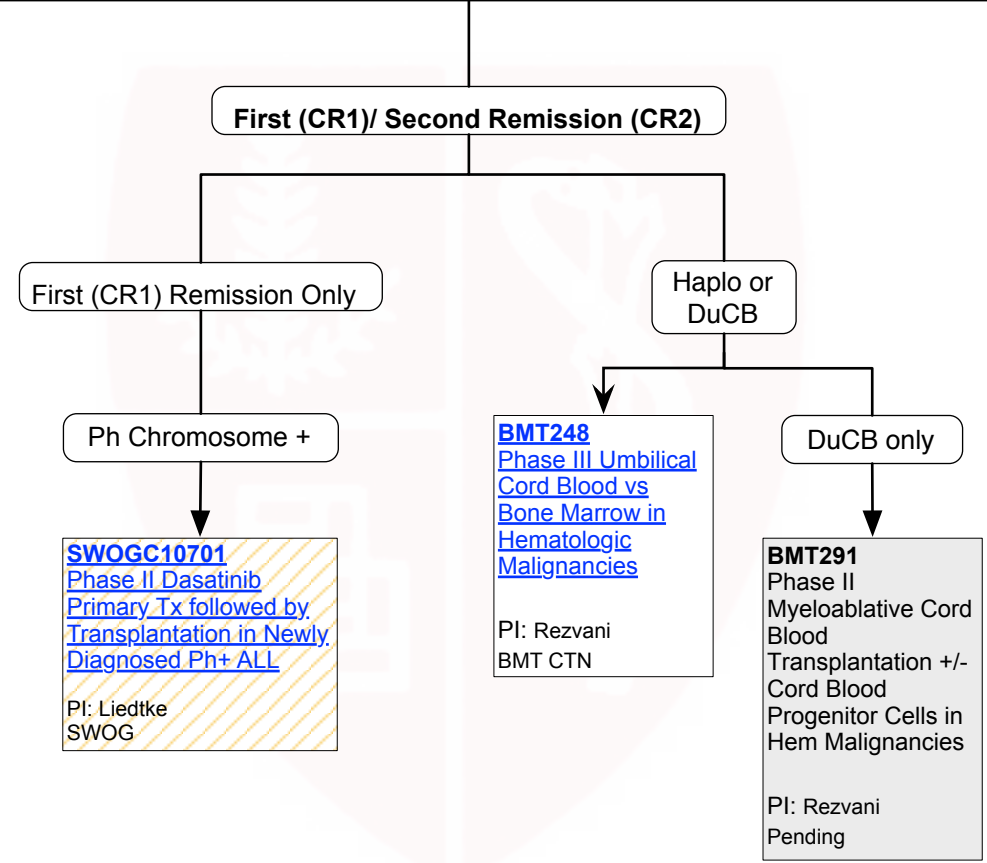 First (CR1)/ Second Remission (CR2)
First (CR1) Remission Only
Haplo or
DuCB
Ph Chromosome +
DuCB only
SWOGC10701
Phase II Dasatinib
Primary Tx followed by
Transplantation in Newly
Diagnosed Ph+ ALL
PI: Liedtke
SWOG
BMT248
Phase III Umbilical
Cord Blood vs
Bone Marrow in
Hematologic
Malignancies
PI: Rezvani
BMT CTN
BMT291
Phase II
Myeloablative Cord
Blood
Transplantation +/-
Cord Blood
Progenitor Cells in
Hem Malignancies
PI: Rezvani
Pending